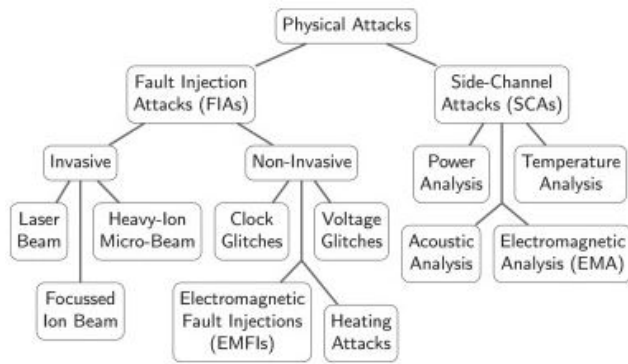 Physical Attacks
Fault Injection
Attacks (FIAs)
Side-Channel
Attacks (SCAs)
Invasive
Non-Invasive
Power
Analysis
Temperature
Analysis
Laser
Beam
Heavy-Ion
Micro-Beam
Clock
Glitches
Voltage
Glitches
Acoustic
Analysis
Electromagnetic
Analysis (EMA)
Focussed
Ion Beam
Electromagnetic
Fault Injections
(EMFIs)
Heating
Attacks